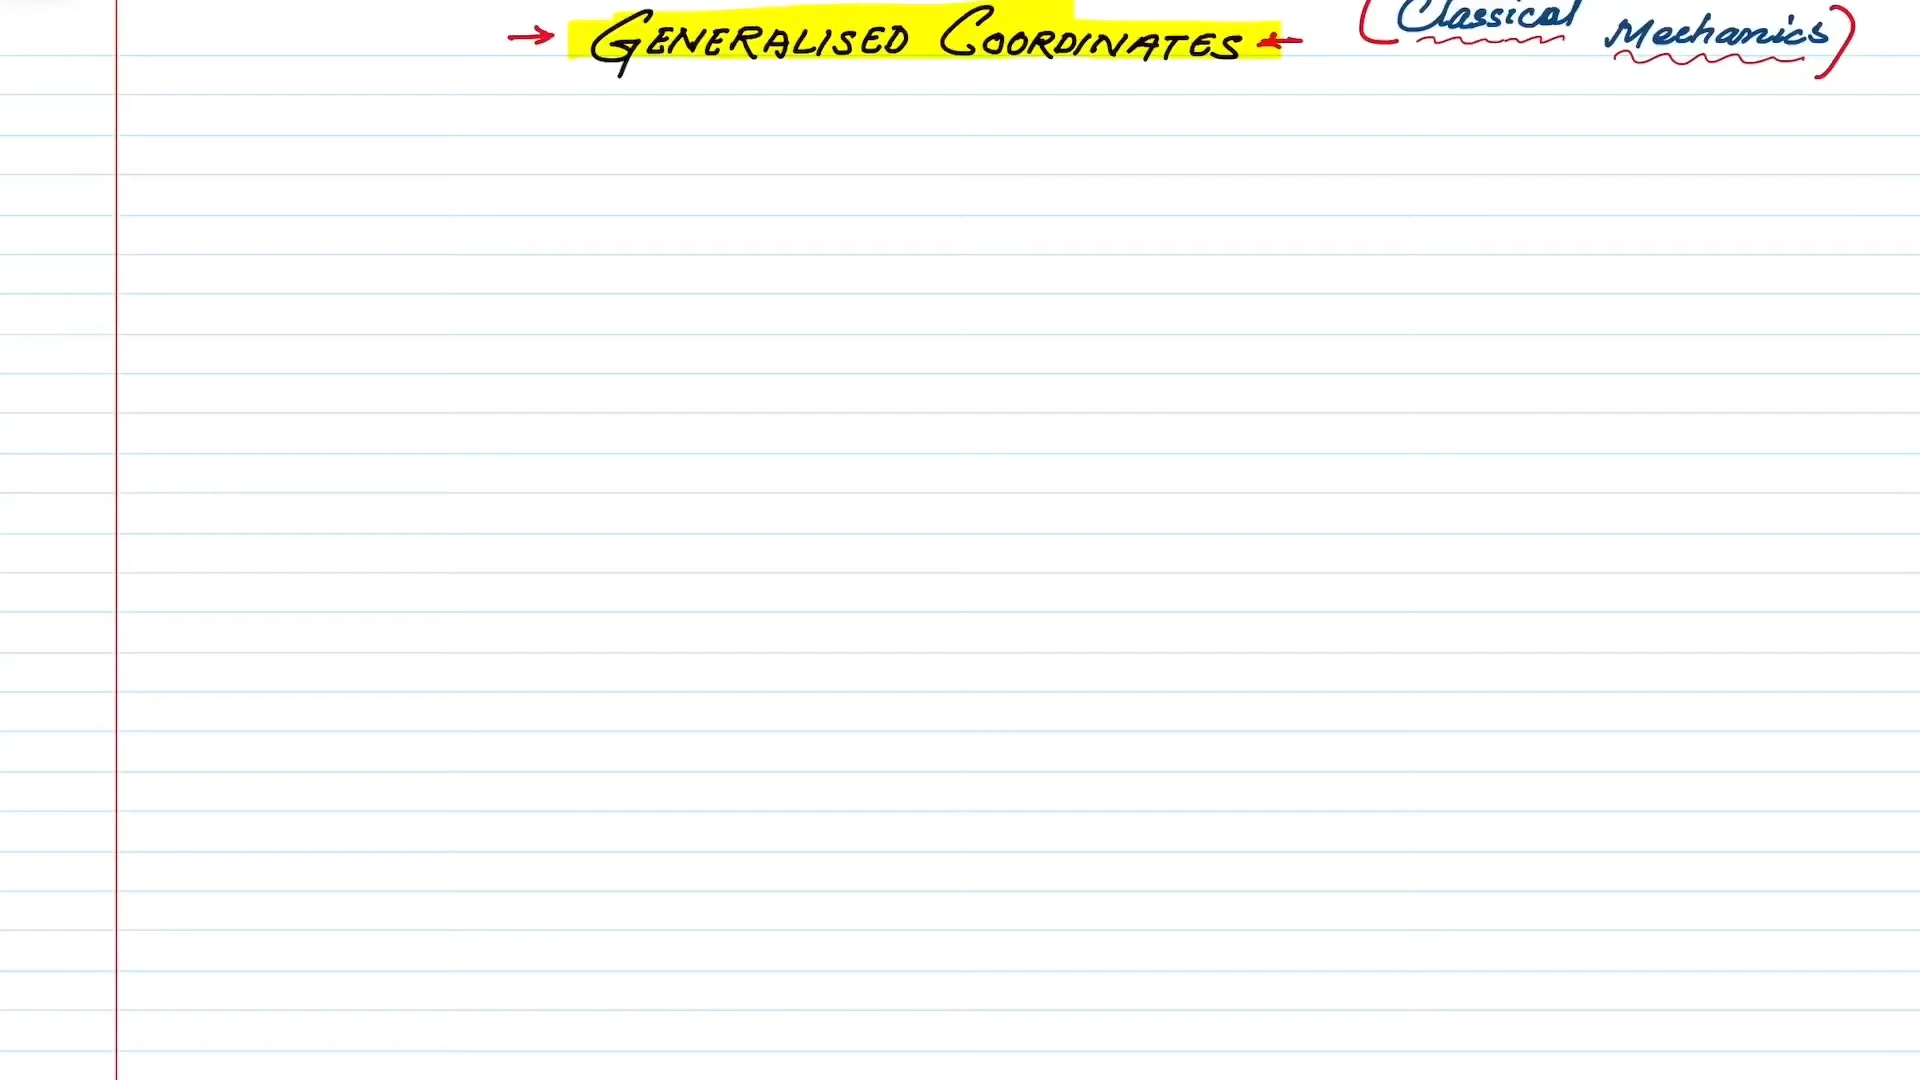 → GENERALISED COORDINATES ← (Classical Mechanics)